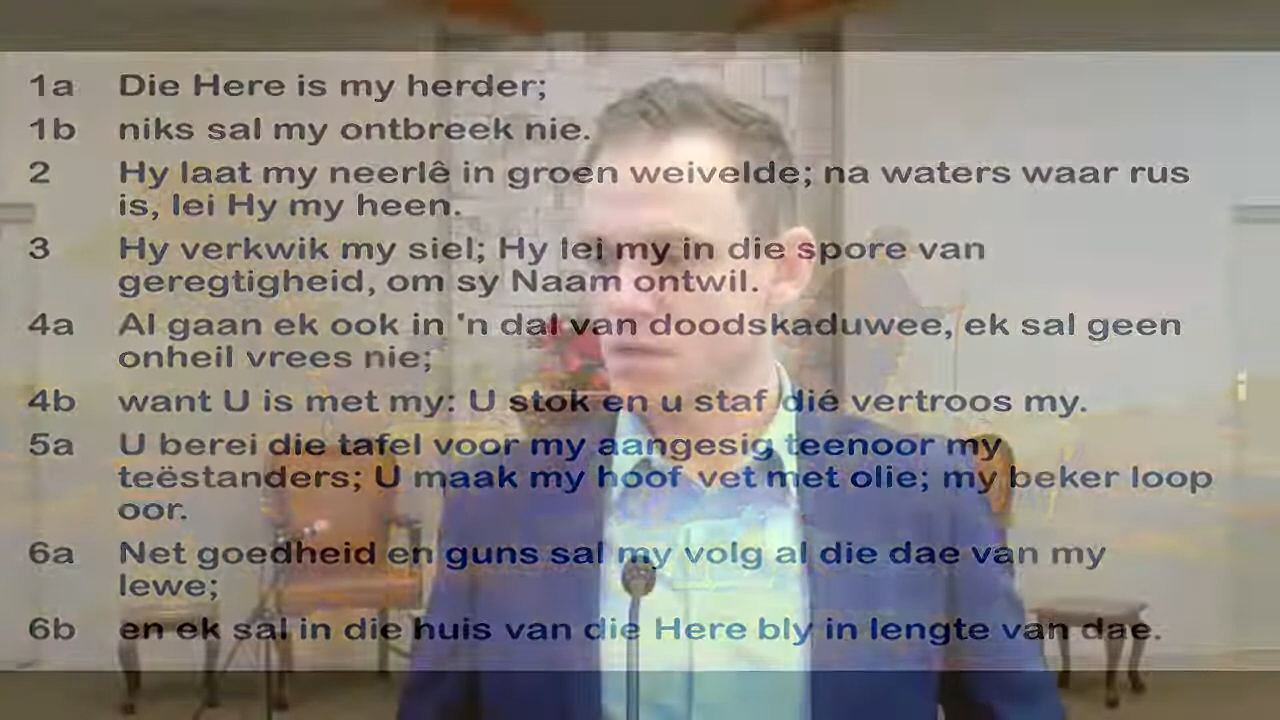 1a Die Here is my herder;
1b niks sal my ontbreek nie.
2 Hy laat my neerlê in groen weivelde; na waters waar rus
is, lei Hy my heen.
3 Hy verkwik my siel; Hy lei my in die spore van
geregtigheid, om sy Naam ontwil.
4a Al gaan ek ook in 'n dal van doodskaduwee, ek sal geen
onheil vrees nie;
4b want U is met my: U stok en u staf dié vertroos my.
5a U berei die tafel voor my aangesig teenoor my
teëstanders; U maak my hoof vet met olie; my beker loop
oor.
6a Net goedheid en guns sal my volg al die dae van my
lewe;
6b en ek sal in die huis van die Here bly in lengte van dae.